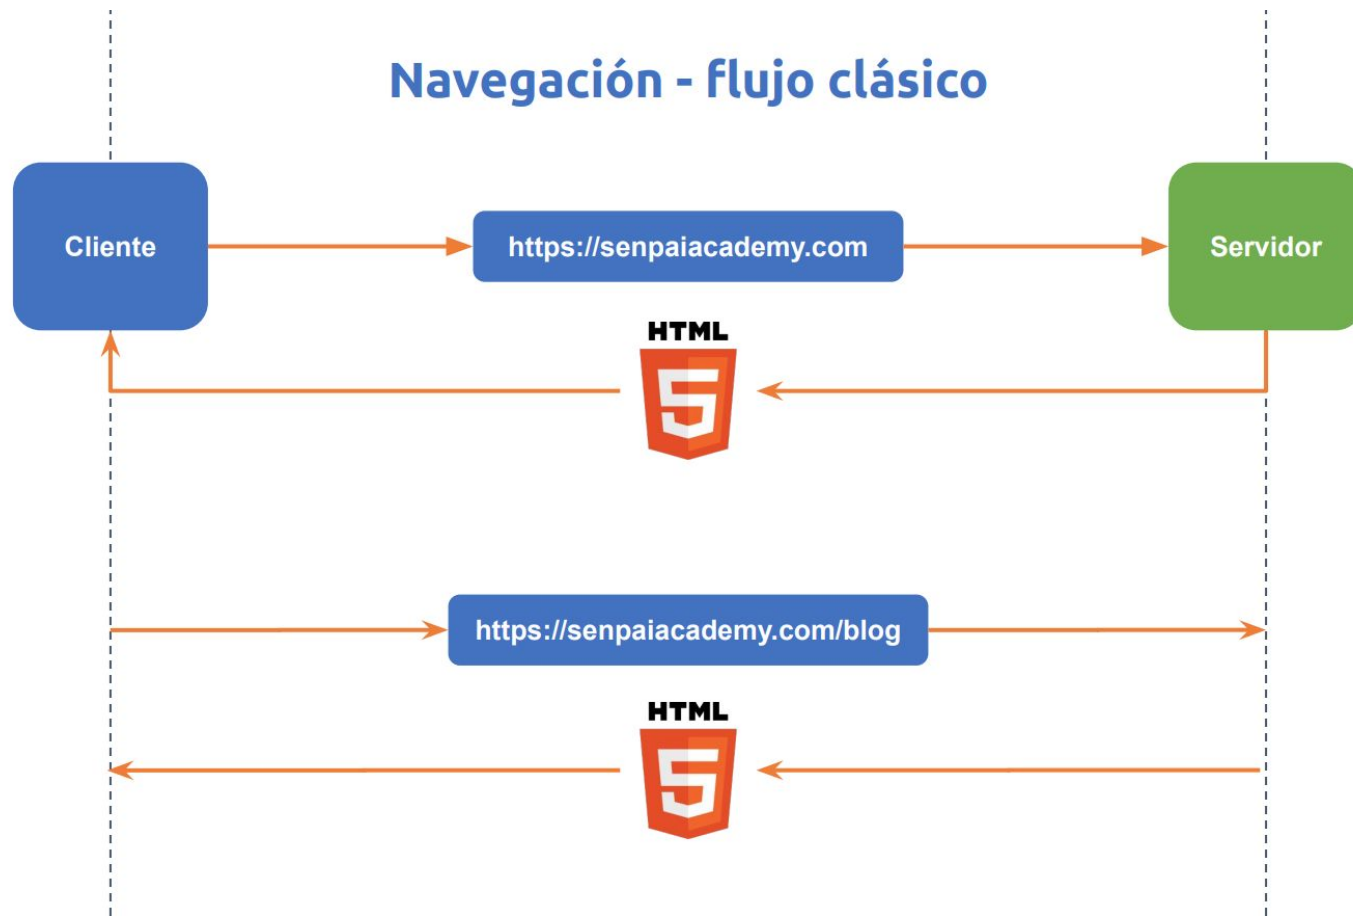 Navegación - flujo clásico
Cliente
https://senpaiacademy.com
Servidor
HTML
5
https://senpaiacademy.com/blog
HTML
5